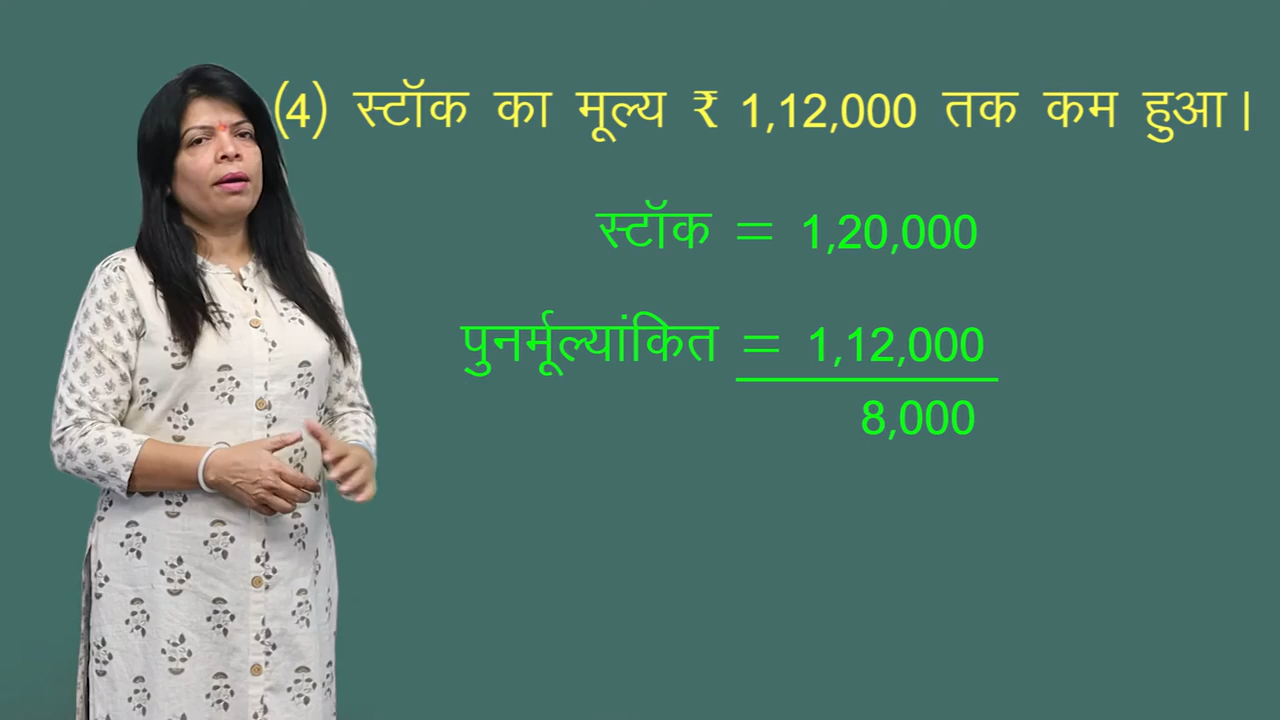 (4) स्टॉक का मूल्य ₹ 1,12,000 तक कम हुआ।
स्टॉक = 1,20,000
पुनर्मूल्यांकित = 1,12,000
8,000